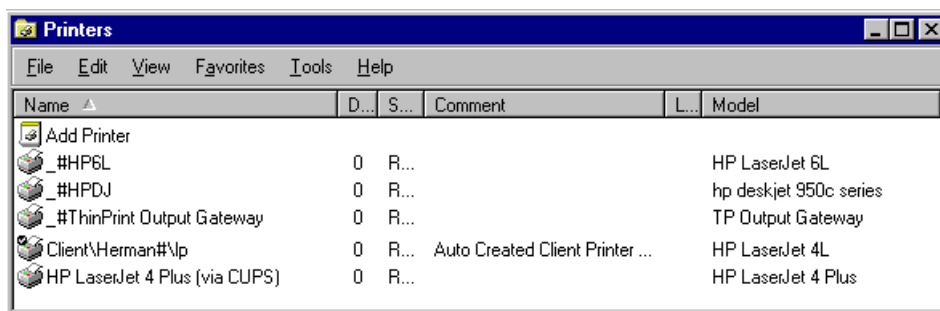 Printers
File Edit View Favorites Tools Help
Name D... S... Comment L... Model
Add Printer
_#HP6L 0 R... HP LaserJet 6L
_#HPDJ 0 R... hp deskjet 950c series
_#ThinPrint Output Gateway 0 R... TP Output Gateway
Client\Herman#\lp 0 R... Auto Created Client Printer ... HP LaserJet 4L
HP LaserJet 4 Plus (via CUPS) 0 R... HP LaserJet 4 Plus